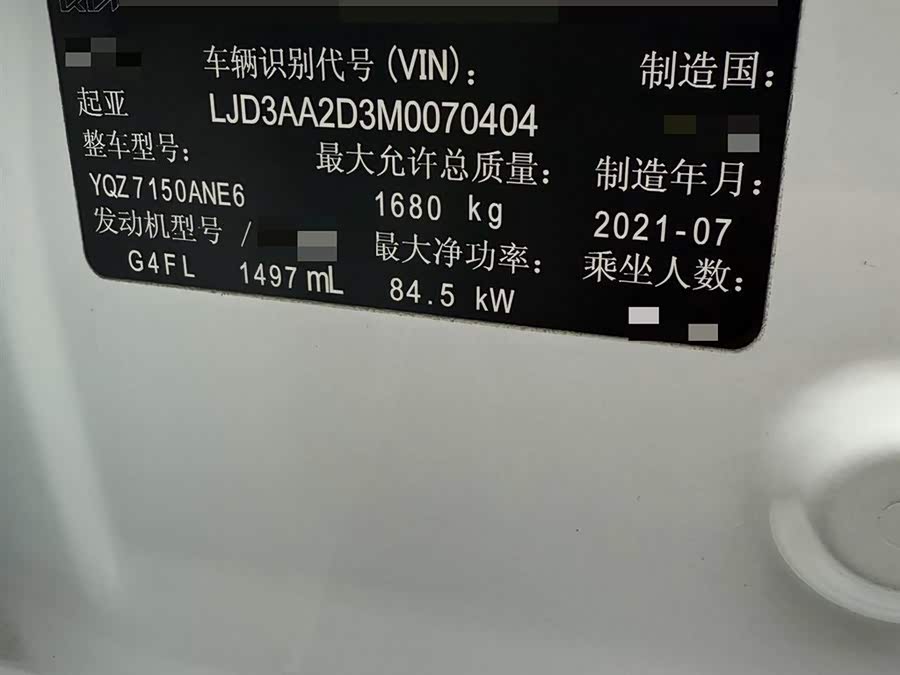 车辆识别代号(VIN): 制造国:
起亚 LJD3AA2D3M0070404
整车型号: 最大允许总质量: 制造年月:
YQZ7150ANE6 1680 kg 2021-07
发动机型号 / 最大净功率: 乘坐人数:
G4FL 1497 mL 84.5 kW